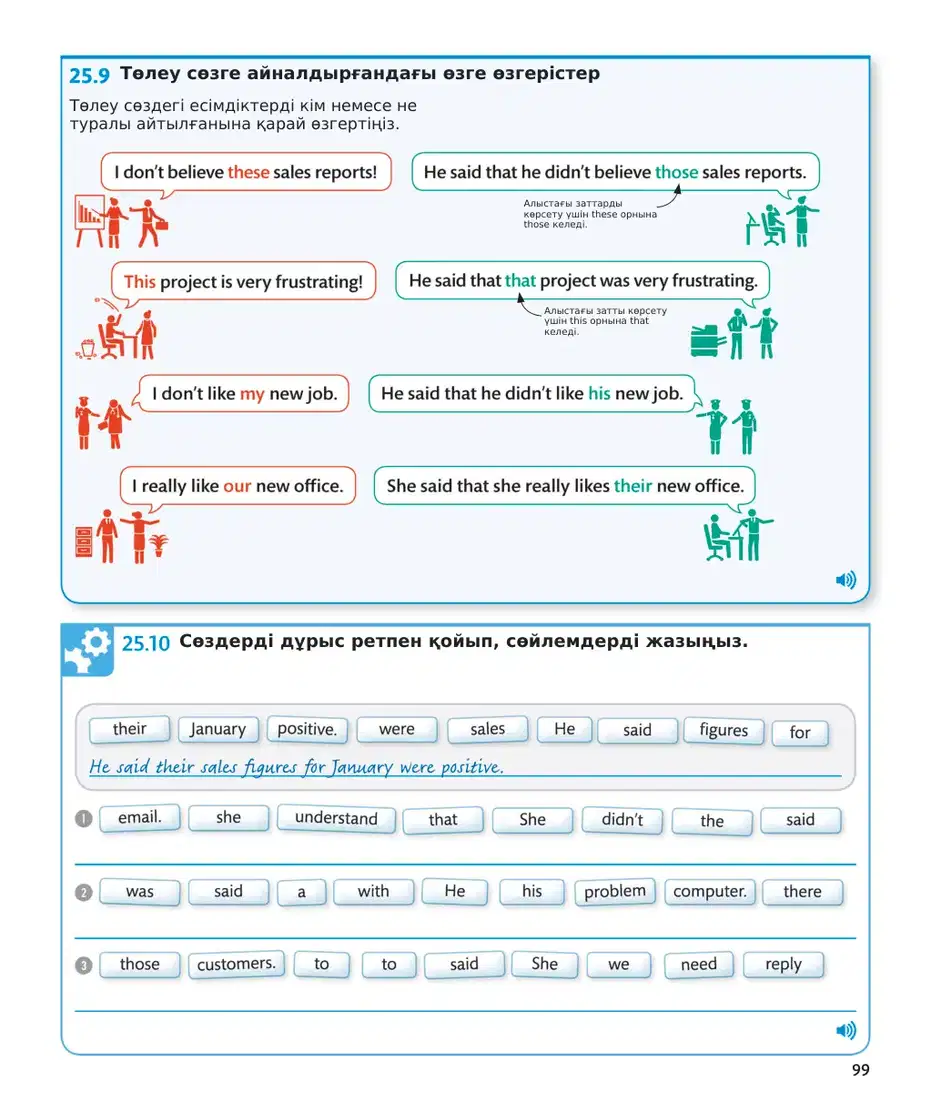 25.9 Төлеу сөзге айналдырғандағы өзге өзгерістер
Төлеу сөздегі есімдіктерді кім немесе не
туралы айтылғанына қарай өзгертіңіз.
I don't believe these sales reports!
He said that he didn't believe those sales reports.
Алыстағы заттарды
көрсету үшін these орнына
those келеді.
This project is very frustrating!
He said that that project was very frustrating.
Алыстағы затты көрсету
үшін this орнына that
келеді.
I don't like my new job.
He said that he didn't like his new job.
I really like our new office.
She said that she really likes their new office.
25.10 Сөздерді дұрыс ретпен қойып, сөйлемдерді жазыңыз.
their January positive. were sales He said figures for
He said their sales figures for January were positive.
1 email. she understand that She didn't the said
2 was said a with He his problem computer. there
3 those customers. to to said She we need reply
99